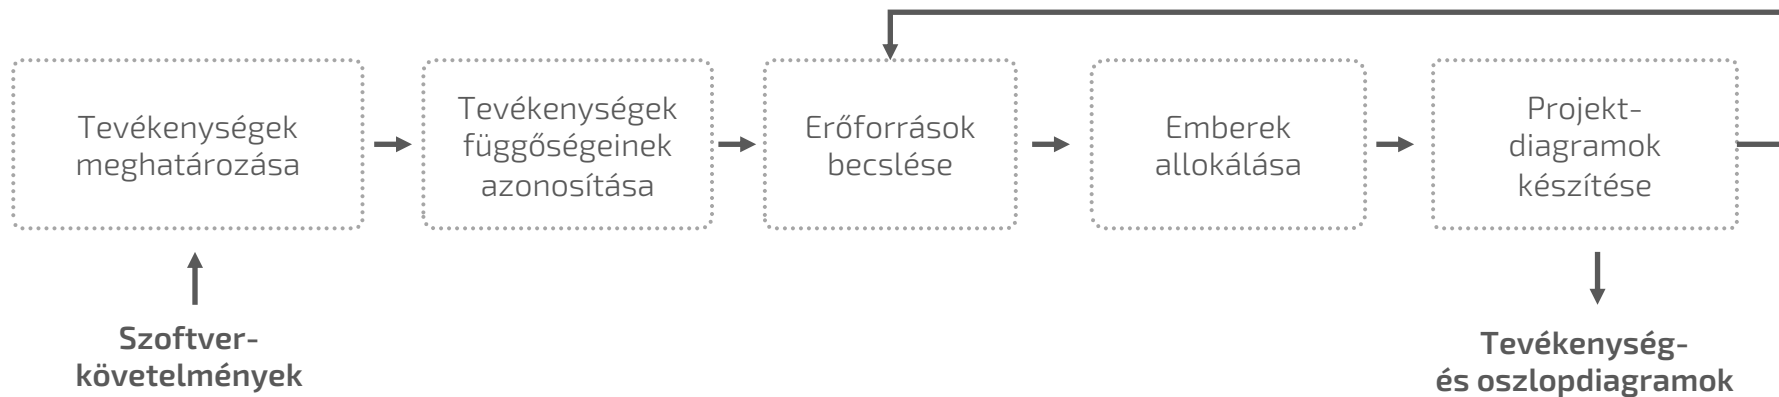 Tevékenységek
meghatározása
Tevékenységek
függőségeinek
azonosítása
Erőforrások
becslése
Emberek
allokálása
Projekt-
diagramok
készítése
Szoftver-
követelmények
Tevékenység-
és oszlopdiagramok